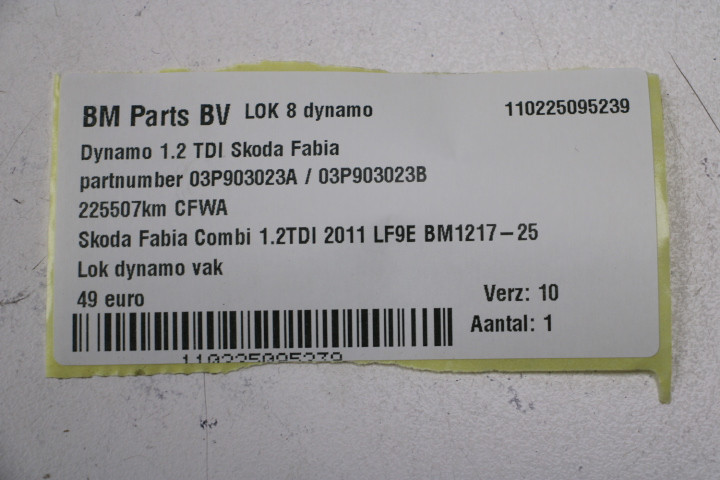 BM Parts BV LOK 8 dynamo 110225095239
Dynamo 1.2 TDI Skoda Fabia
partnumber 03P903023A / 03P903023B
225507km CFWA
Skoda Fabia Combi 1.2TDI 2011 LF9E BM1217-25
Lok dynamo vak
49 euro Verz: 10
Aantal: 1
110225095239